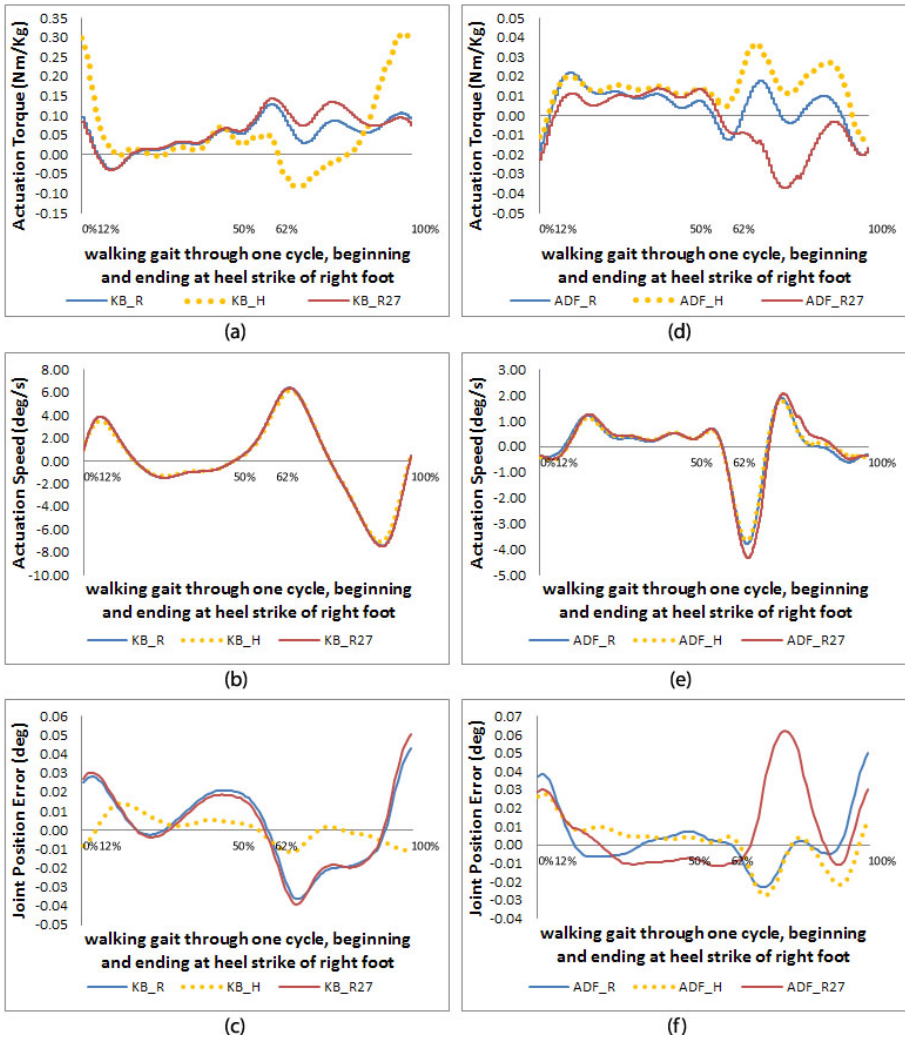 Actuation Torque (Nm/Kg)
0.35
0.30
0.25
0.20
0.15
0.10
0.05
0.00
-0.05
-0.10
-0.15
0% 12% 50% 62% 100%
walking gait through one cycle, beginning
and ending at heel strike of right foot
KB_R KB_H KB_R27
(a)
Actuation Torque (Nm/Kg)
0.05
0.04
0.03
0.02
0.01
0.00
-0.01
-0.02
-0.03
-0.04
-0.05
0% 12% 50% 62% 100%
walking gait through one cycle, beginning
and ending at heel strike of right foot
ADF_R ADF_H ADF_R27
(d)
Actuation Speed (deg/s)
8.00
6.00
4.00
2.00
0.00
-2.00
-4.00
-6.00
-8.00
-10.00
0% 12% 50% 62% 100%
walking gait through one cycle, beginning
and ending at heel strike of right foot
KB_R KB_H KB_R27
(b)
Actuation Speed (deg/s)
3.00
2.00
1.00
0.00
-1.00
-2.00
-3.00
-4.00
-5.00
0% 12% 50% 62% 100%
walking gait through one cycle, beginning
and ending at heel strike of right foot
ADF_R ADF_H ADF_R27
(e)
Joint Position Error (deg)
0.06
0.05
0.04
0.03
0.02
0.01
0.00
-0.01
-0.02
-0.03
-0.04
-0.05
0% 12% 50% 62% 100%
walking gait through one cycle, beginning
and ending at heel strike of right foot
KB_R KB_H KB_R27
(c)
Joint Position Error (deg)
0.07
0.06
0.05
0.04
0.03
0.02
0.01
0.00
-0.01
-0.02
-0.03
-0.04
0% 12% 50% 62% 100%
walking gait through one cycle, beginning
and ending at heel strike of right foot
ADF_R ADF_H ADF_R27
(f)